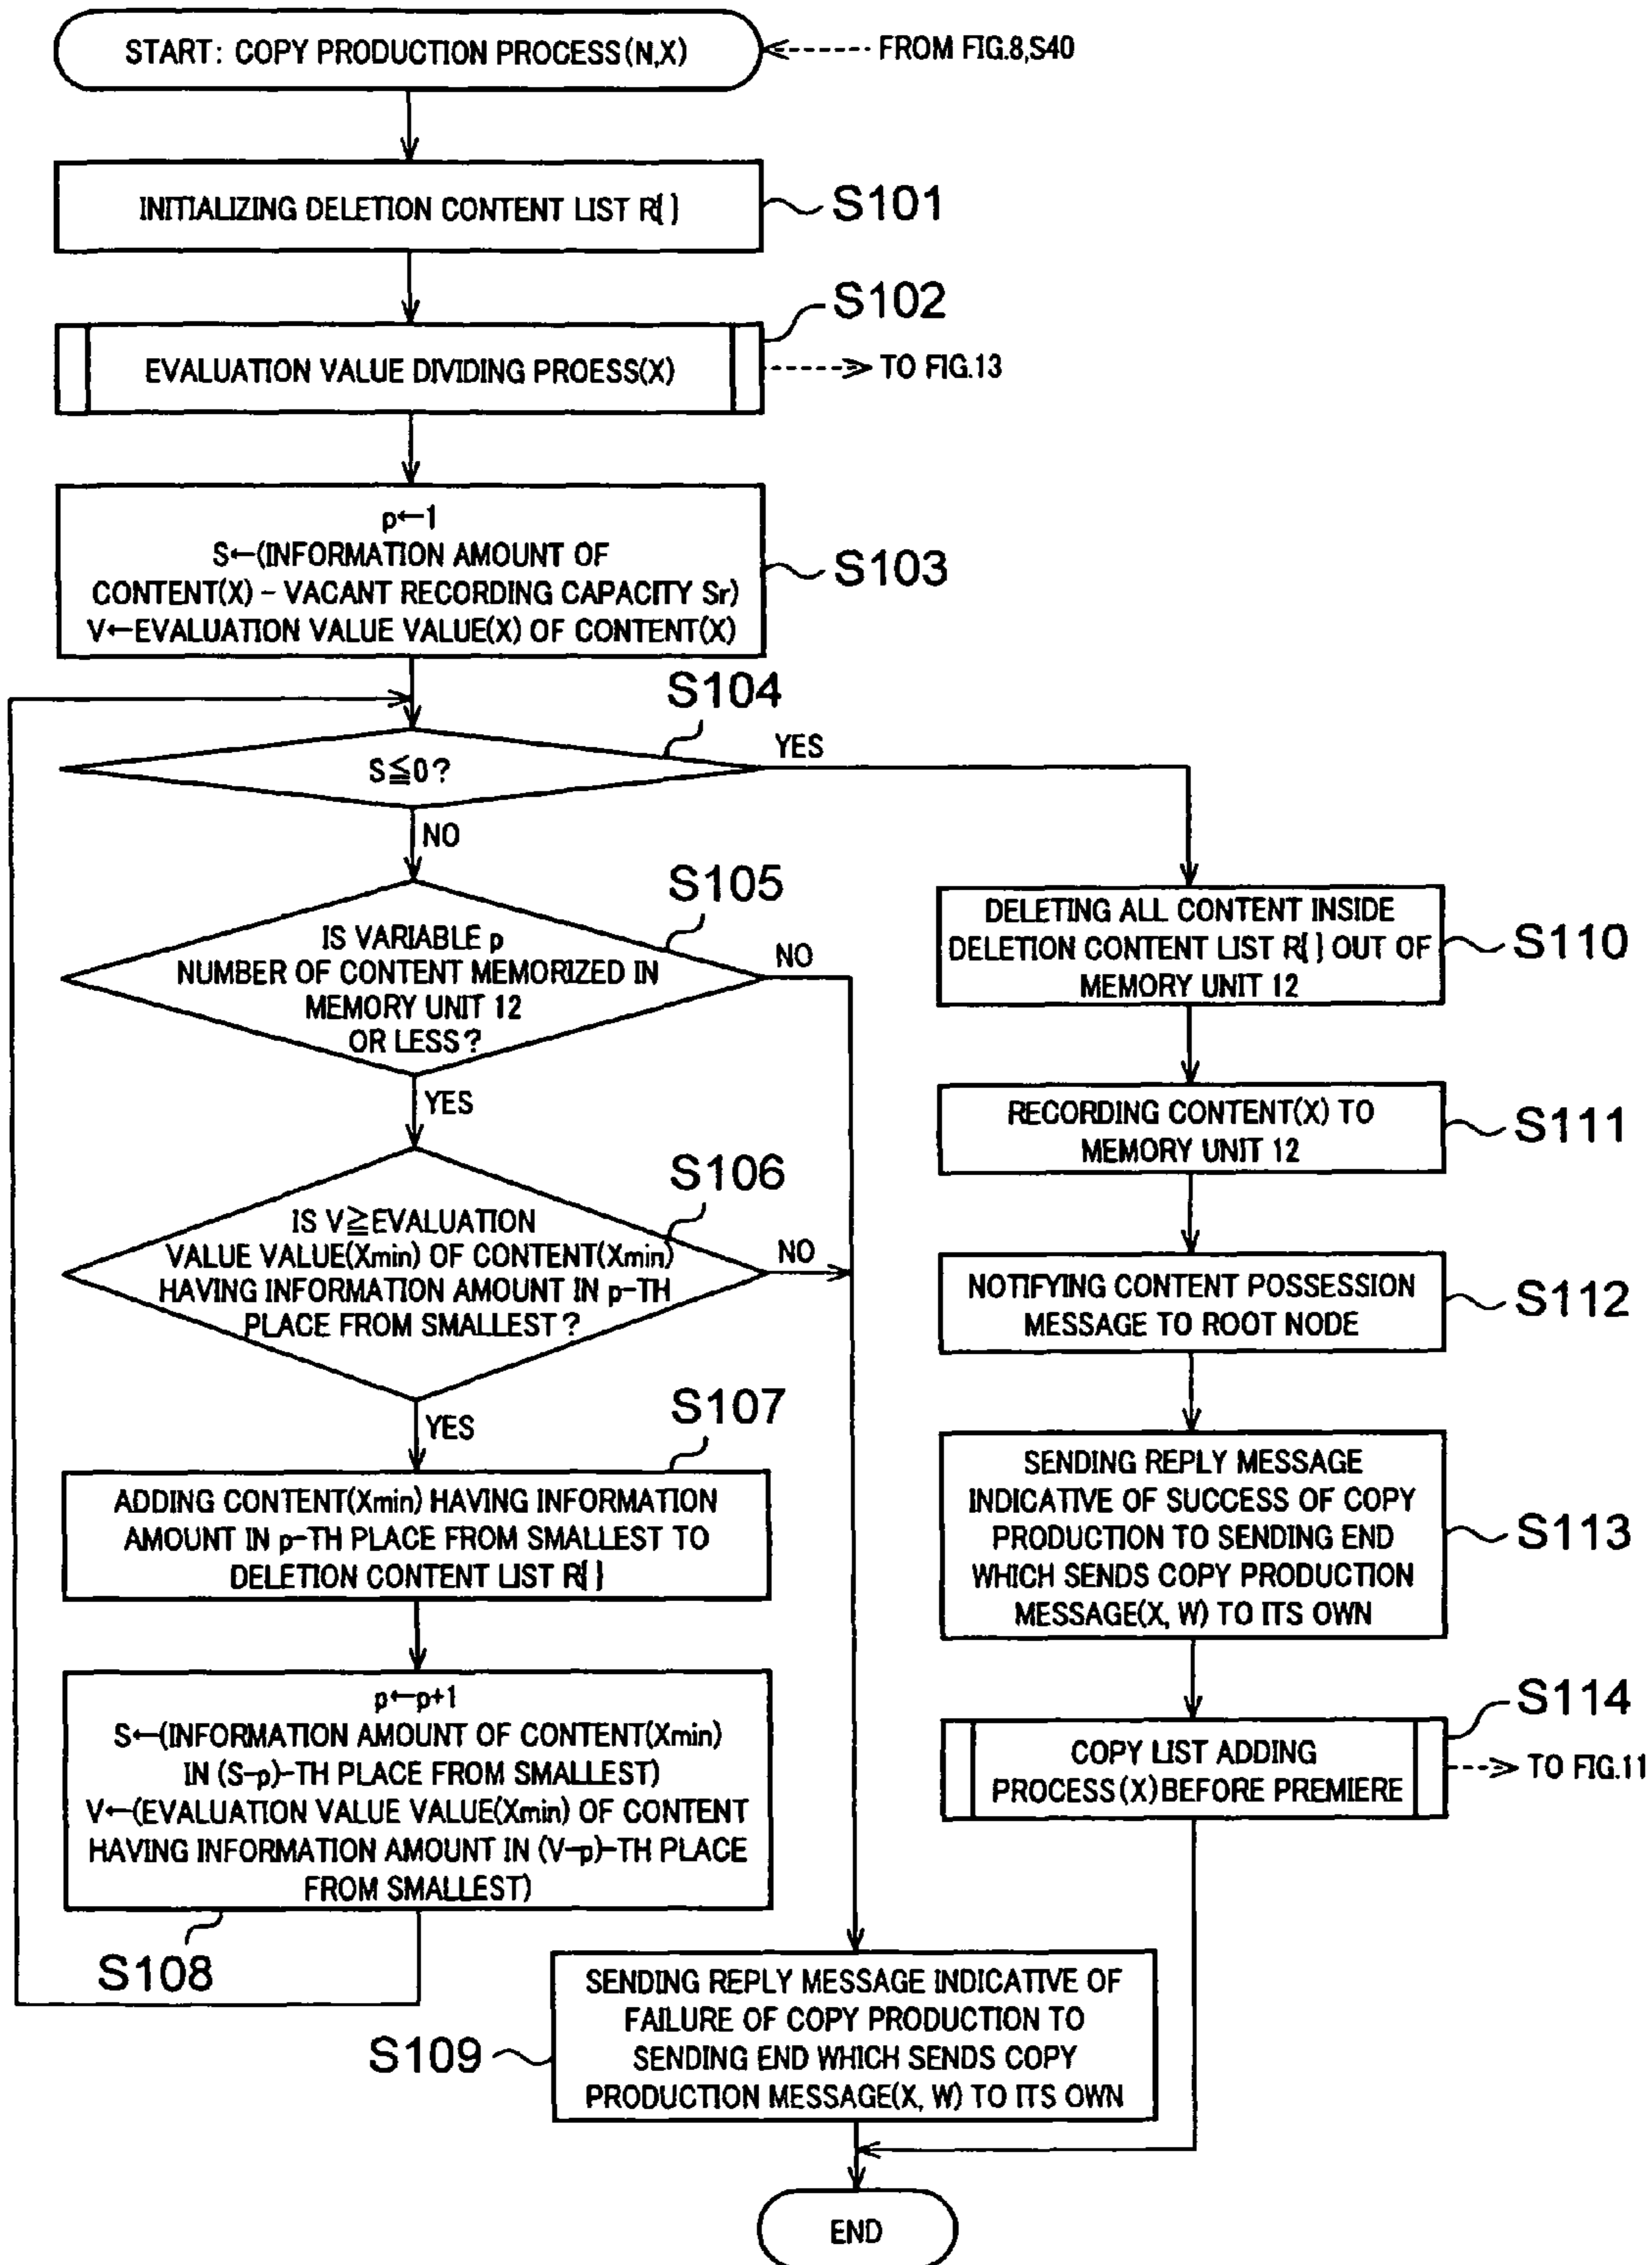 START: COPY PRODUCTION PROCESS(N,X)
FROM FIG.8,S40
INITIALIZING DELETION CONTENT LIST R[ ]
S101
S102
EVALUATION VALUE DIVIDING PROESS(X)
TO FIG.13
p←1
S←(INFORMATION AMOUNT OF
CONTENT(X) - VACANT RECORDING CAPACITY Sr)
V←EVALUATION VALUE VALUE(X) OF CONTENT(X)
S103
S104
S≦0?
YES
NO
S105
IS VARIABLE p
NUMBER OF CONTENT MEMORIZED IN
MEMORY UNIT 12
OR LESS?
NO
YES
S106
IS V≧EVALUATION
VALUE VALUE(Xmin) OF CONTENT(Xmin)
HAVING INFORMATION AMOUNT IN p-TH
PLACE FROM SMALLEST?
NO
YES
S107
ADDING CONTENT(Xmin) HAVING INFORMATION
AMOUNT IN p-TH PLACE FROM SMALLEST TO
DELETION CONTENT LIST R[ ]
p←p+1
S←(INFORMATION AMOUNT OF CONTENT(Xmin)
IN (S-p)-TH PLACE FROM SMALLEST)
V←(EVALUATION VALUE VALUE(Xmin) OF CONTENT
HAVING INFORMATION AMOUNT IN (V-p)-TH PLACE
FROM SMALLEST)
S108
SENDING REPLY MESSAGE INDICATIVE OF
FAILURE OF COPY PRODUCTION TO
SENDING END WHICH SENDS COPY
PRODUCTION MESSAGE(X, W) TO ITS OWN
S109
DELETING ALL CONTENT INSIDE
DELETION CONTENT LIST R[ ] OUT OF
MEMORY UNIT 12
S110
RECORDING CONTENT(X) TO
MEMORY UNIT 12
S111
NOTIFYING CONTENT POSSESSION
MESSAGE TO ROOT NODE
S112
SENDING REPLY MESSAGE
INDICATIVE OF SUCCESS OF COPY
PRODUCTION TO SENDING END
WHICH SENDS COPY PRODUCTION
MESSAGE(X, W) TO ITS OWN
S113
S114
COPY LIST ADDING
PROCESS(X)BEFORE PREMIERE
TO FIG.11
END